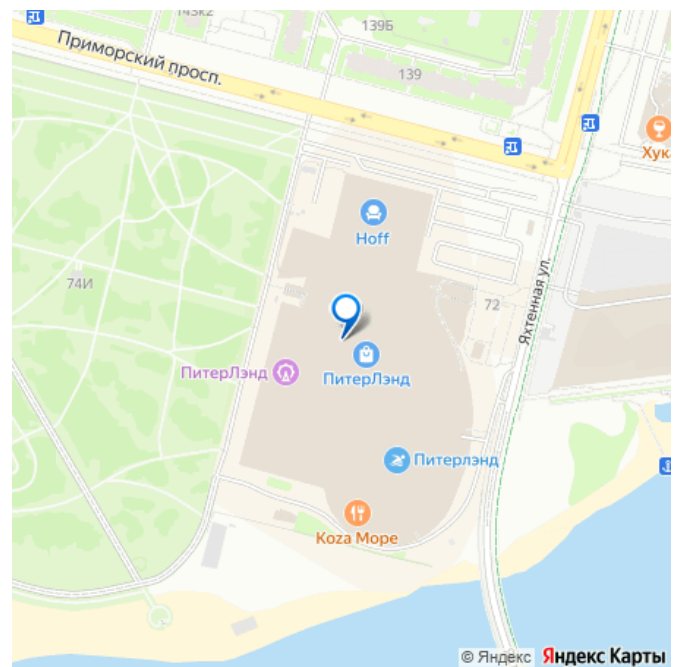 143к2
139Б
Приморский просп.
139
Хук
Hoff
74И
72
Яхтенная ул.
ПитерЛэнд
ПитерЛэнд
Питерлэнд
Koza Море
© Яндекс Яндекс Карты